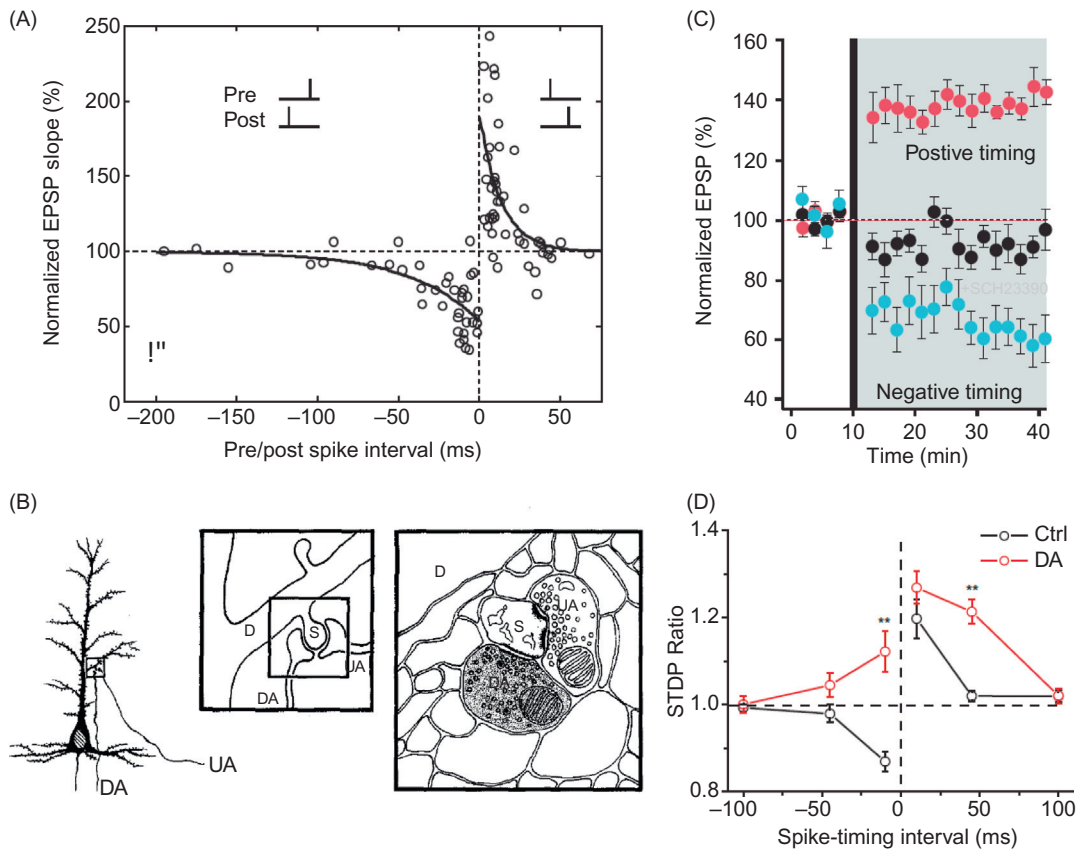 (A)
250
200
150
100
50
0
Normalized EPSP slope (%)
Pre
Post
!"
–200
–150
–100
–50
0
50
Pre/post spike interval (ms)
(C)
160
140
120
100
80
60
40
Normalized EPSP (%)
Postive timing
+SCH23390
Negative timing
0
10
20
30
40
Time (min)
(B)
DA
UA
D
S
UA
DA
D
UA
S
DA
(D)
1.4
1.2
1.0
0.8
STDP Ratio
Ctrl
DA
**
**
–100
–50
0
50
100
Spike-timing interval (ms)